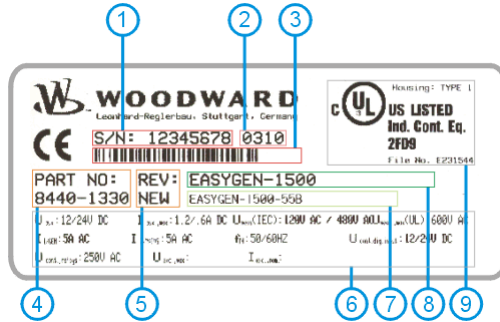 1 2 3
WOODWARD
Leonhard-Reglerbau, Stuttgart, Germany
S/N: 12345678 0310
CE
Housing: TYPE 1
C UL US LISTED
Ind. Cont. Eq.
2FD9
File No. E231544
PART NO: REV: EASYGEN-1500
8440-1330 NEW EASYGEN-1500-55B
:12/24V DC :1.2/.6A DC (IEC):120V AC / 480V AC (UL) 600V AC
:5A AC :5A AC :50/60HZ :12/24V DC
:250V AC
4 5 6 7 8 9